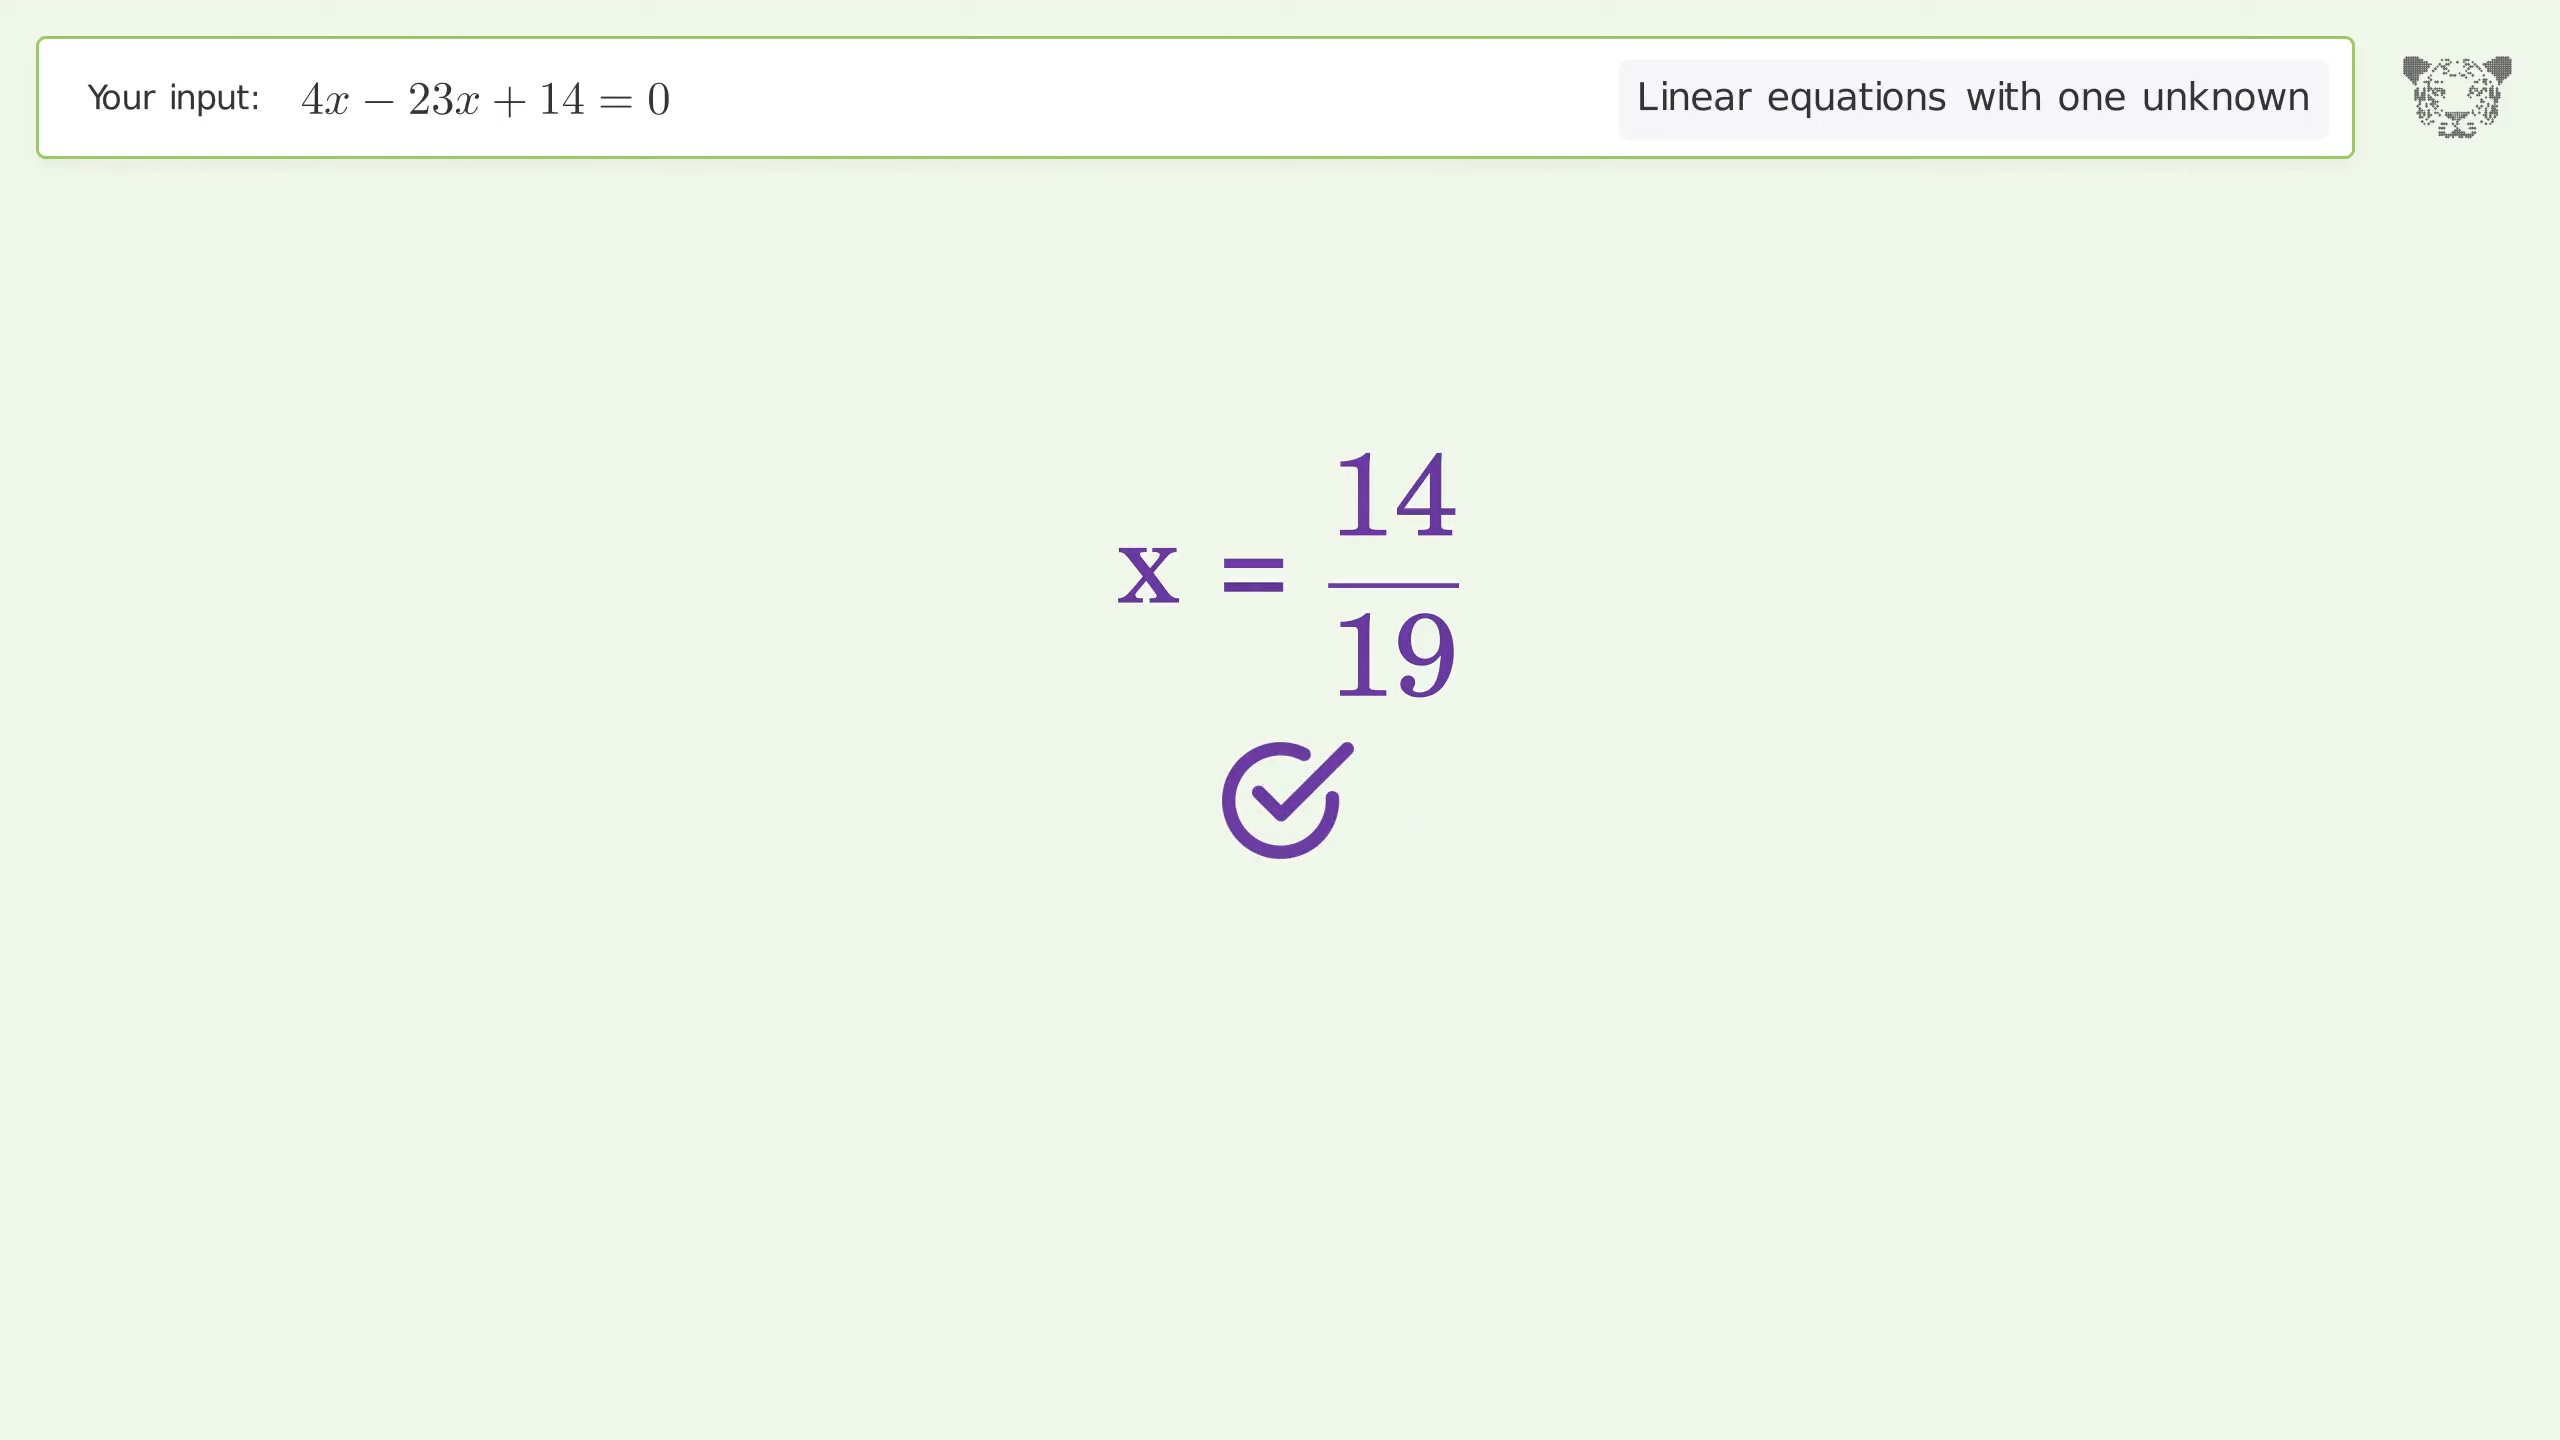 Your input: 4x − 23x + 14 = 0
Linear equations with one unknown
x = 14/19